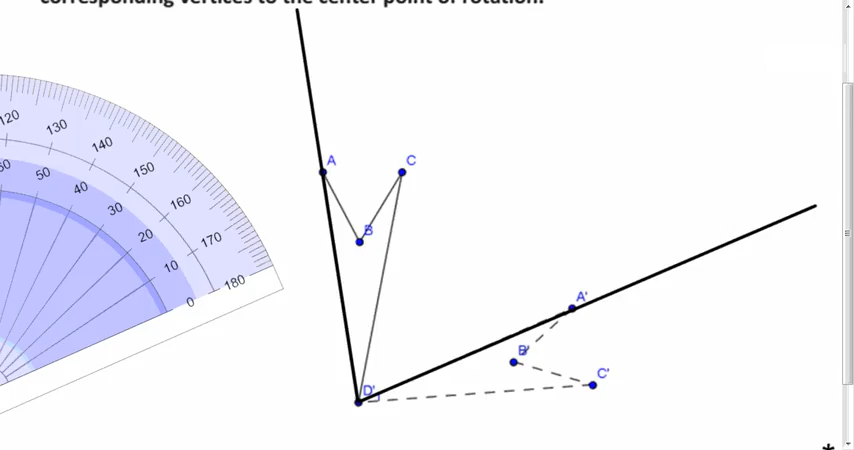 corresponding vertices to the center point of rotation.
120
130
140
150
160
170
180
50
40
30
20
10
0
A
C
B
A'
B'
C'
D'
*